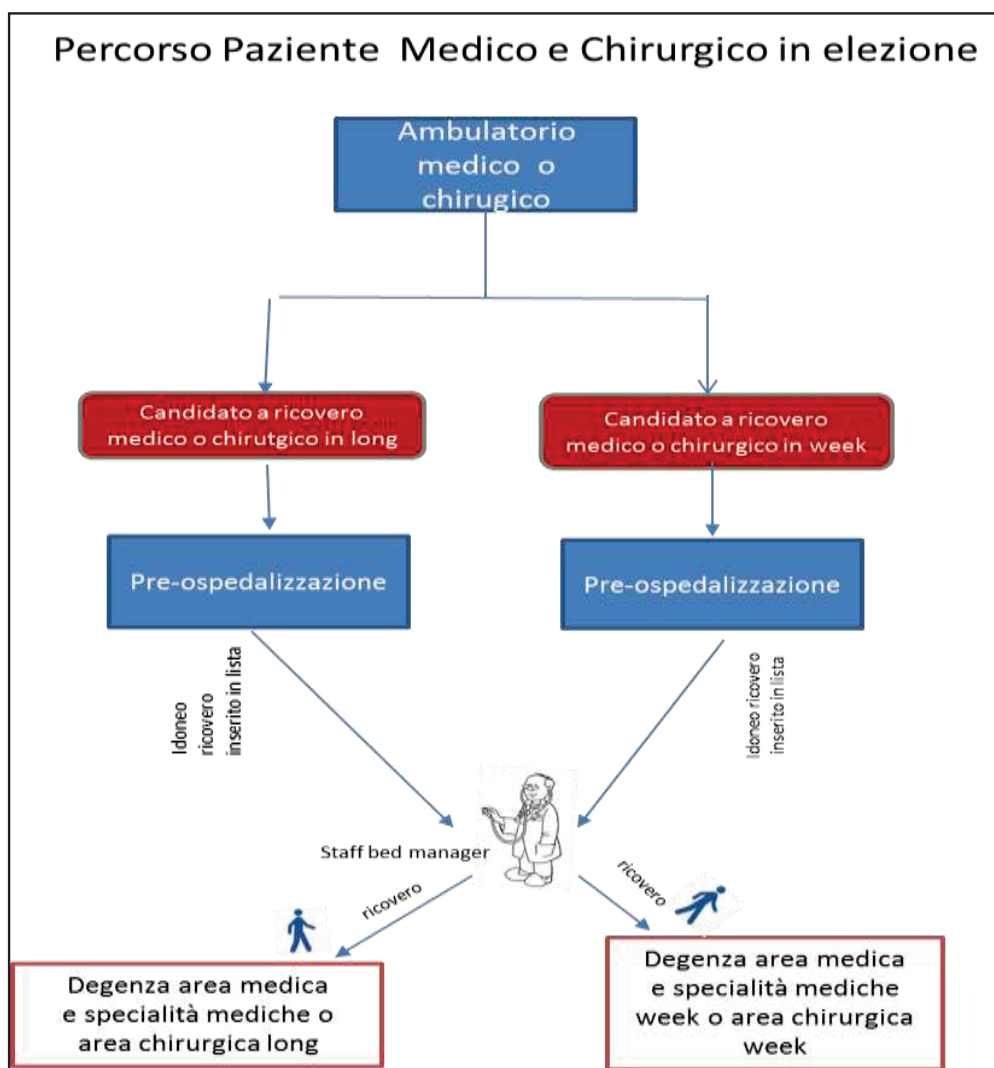 Percorso Paziente Medico e Chirurgico in elezione
Ambulatorio
medico o
chirugico
Candidato a ricovero
medico o chirutgico in long
Candidato a ricovero
medico o chirurgico in week
Pre-ospedalizzazione
Pre-ospedalizzazione
Idoneo
ricovero
inserito in lista
Idoneo ricovero
inserito in lista
Staff bed manager
ricovero
ricovero
Degenza area medica
e specialità mediche o
area chirurgica long
Degenza area medica
e specialità mediche
week o area chirurgica
week